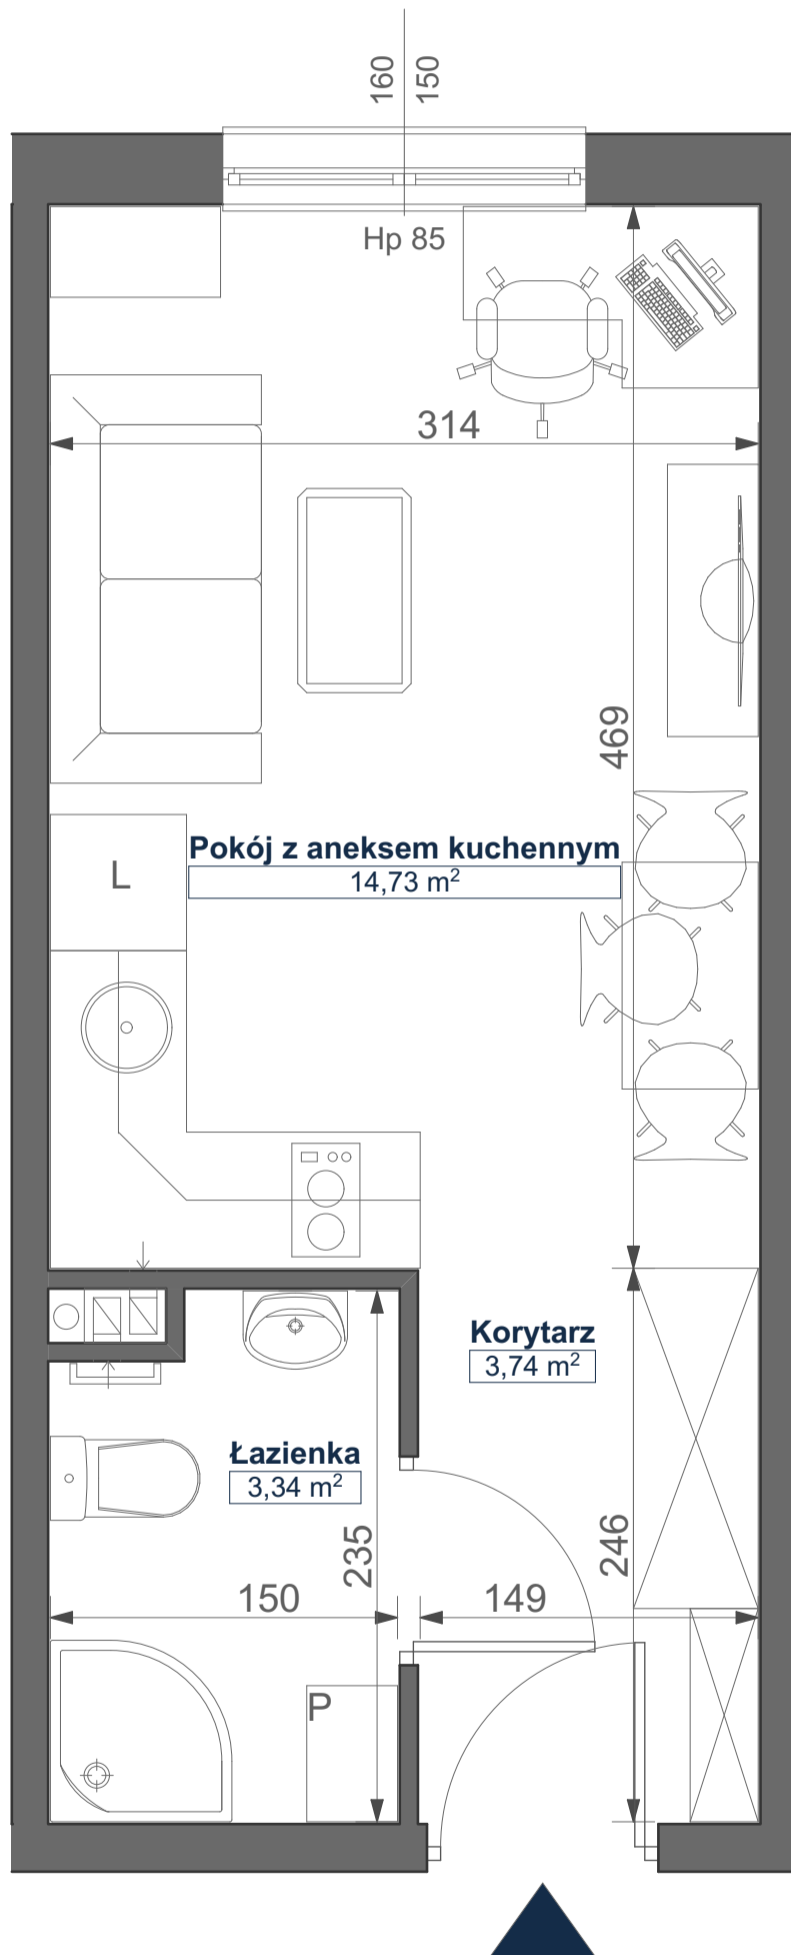 160
150
Hp 85
314
469
Pokój z aneksem kuchennym
14,73 m²
L
Korytarz
3,74 m²
Łazienka
3,34 m²
235
246
150
149
P